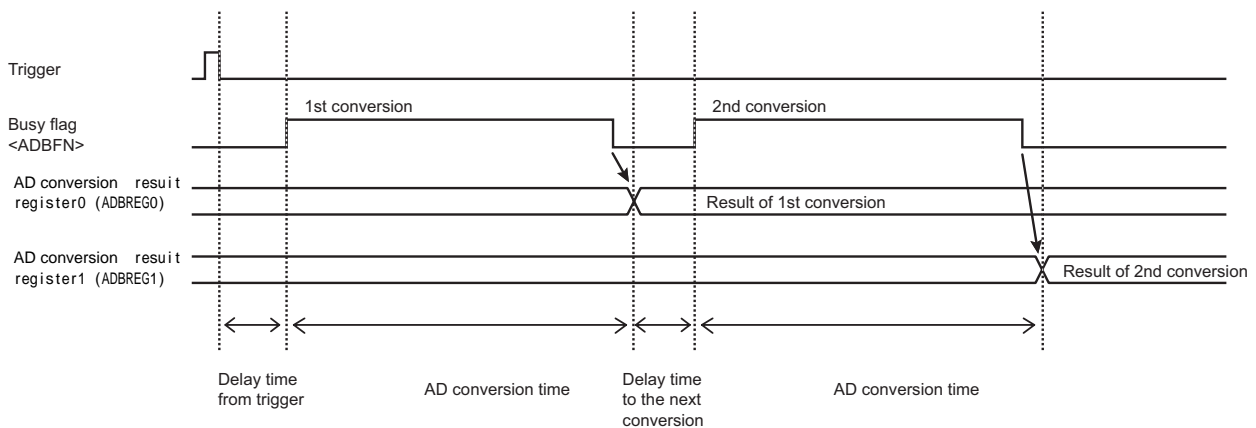 Trigger
1st conversion
2nd conversion
Busy flag
<ADBFN>
AD conversion resuit
register0 (ADBREG0)
Result of 1st conversion
AD conversion resuit
register1 (ADBREG1)
Result of 2nd conversion
Delay time
from trigger
AD conversion time
Delay time
to the next
conversion
AD conversion time